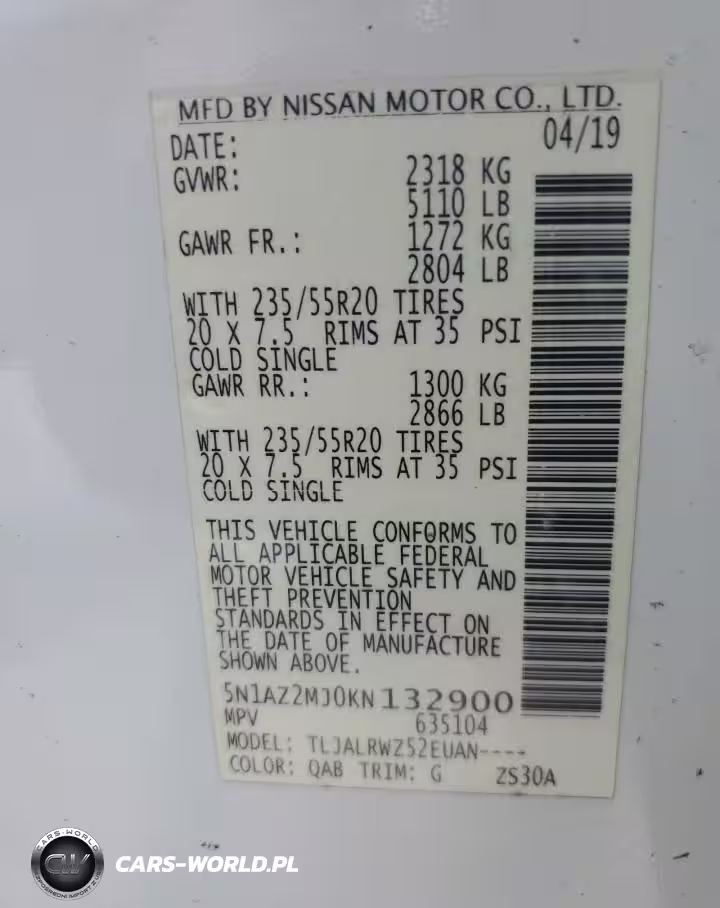 MFD BY NISSAN MOTOR CO., LTD.
DATE: 04/19
GVWR: 2318 KG
5110 LB
GAWR FR.: 1272 KG
2804 LB
WITH 235/55R20 TIRES
20 X 7.5 RIMS AT 35 PSI
COLD SINGLE
GAWR RR.: 1300 KG
2866 LB
WITH 235/55R20 TIRES
20 X 7.5 RIMS AT 35 PSI
COLD SINGLE
THIS VEHICLE CONFORMS TO
ALL APPLICABLE FEDERAL
MOTOR VEHICLE SAFETY AND
THEFT PREVENTION
STANDARDS IN EFFECT ON
THE DATE OF MANUFACTURE
SHOWN ABOVE.
5N1AZ2MJ0KN132900
MPV 635104
MODEL: TLJALRWZ52EUAN----
COLOR: QAB TRIM: G ZS30A
CARS-WORLD
CW
CARS-WORLD.PL